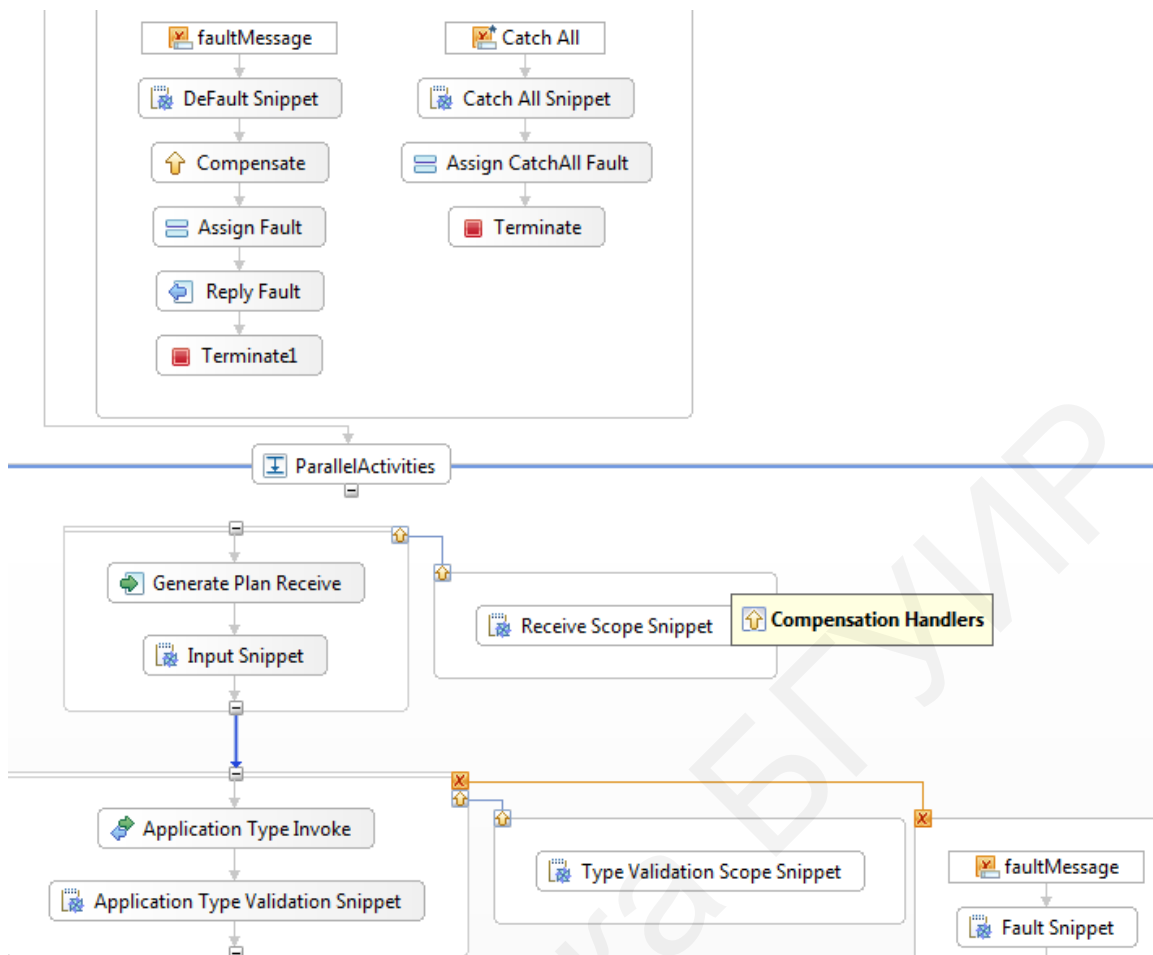 faultMessage
Catch All
DeFault Snippet
Catch All Snippet
Compensate
Assign CatchAll Fault
Assign Fault
Terminate
Reply Fault
Terminate1
ParallelActivities
Generate Plan Receive
Receive Scope Snippet
Compensation Handlers
Input Snippet
Application Type Invoke
Type Validation Scope Snippet
faultMessage
Application Type Validation Snippet
Fault Snippet
ка БГУИР